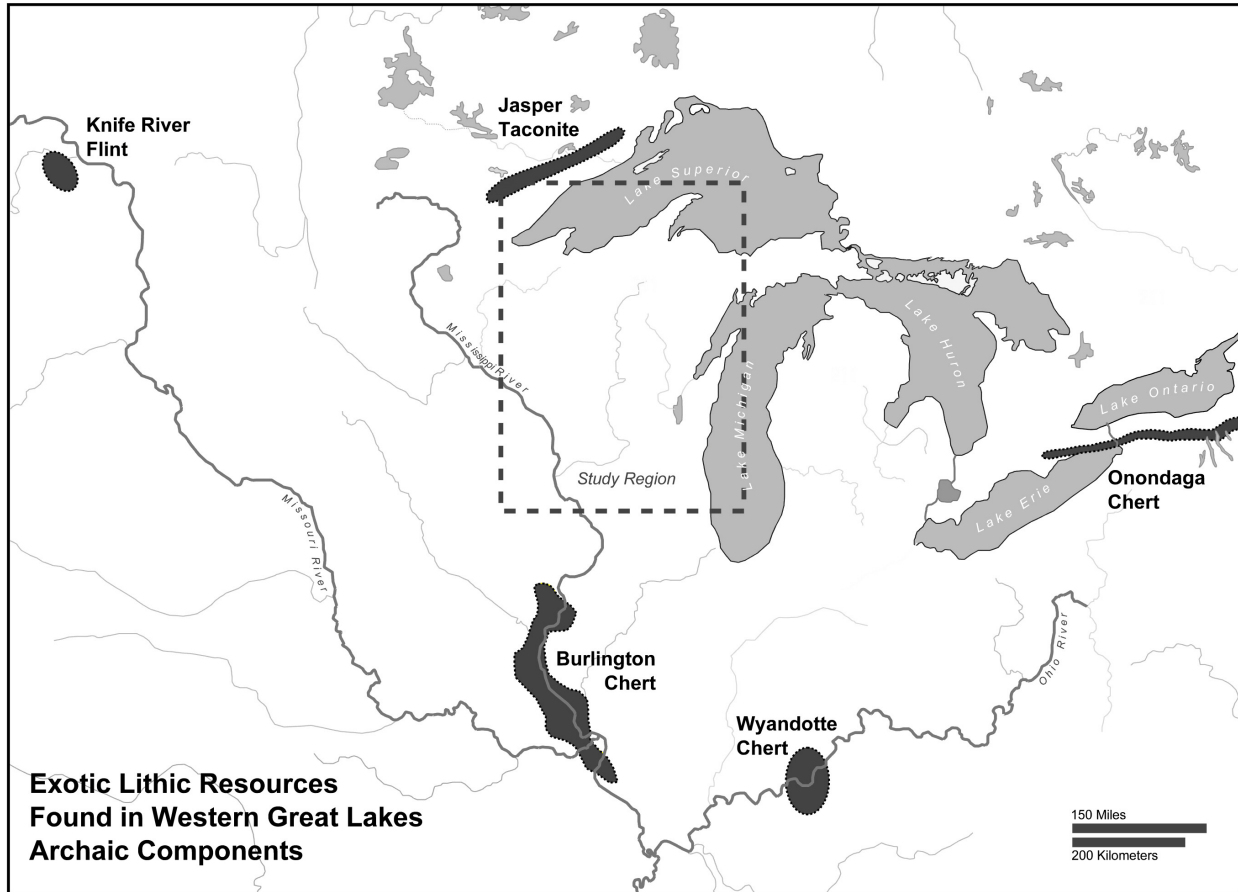 Knife River
Flint
Jasper
Taconite
Lake Superior
Mississippi River
Lake Michigan
Lake Huron
Lake Ontario
Onondaga
Chert
Lake Erie
Study Region
Missouri River
Burlington
Chert
Ohio River
Wyandotte
Chert
Exotic Lithic Resources
Found in Western Great Lakes
Archaic Components
150 Miles
200 Kilometers